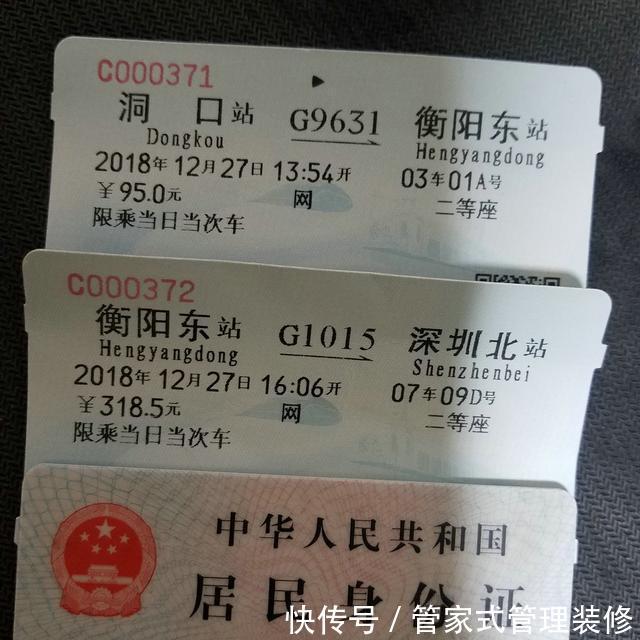 C000371
洞 口站 G9631 衡阳东站
Dongkou Hengyangdong
2018年12月27日13:54开 03车01A号
￥95.0元 网 二等座
限乘当日当次车
C000372
衡阳东站 G1015 深圳北站
Hengyangdong Shenzhenbei
2018年12月27日16:06开 07车09D号
￥318.5元 网 二等座
限乘当日当次车
中华人民共和国
居民身份证
快传号 / 管家式管理装修